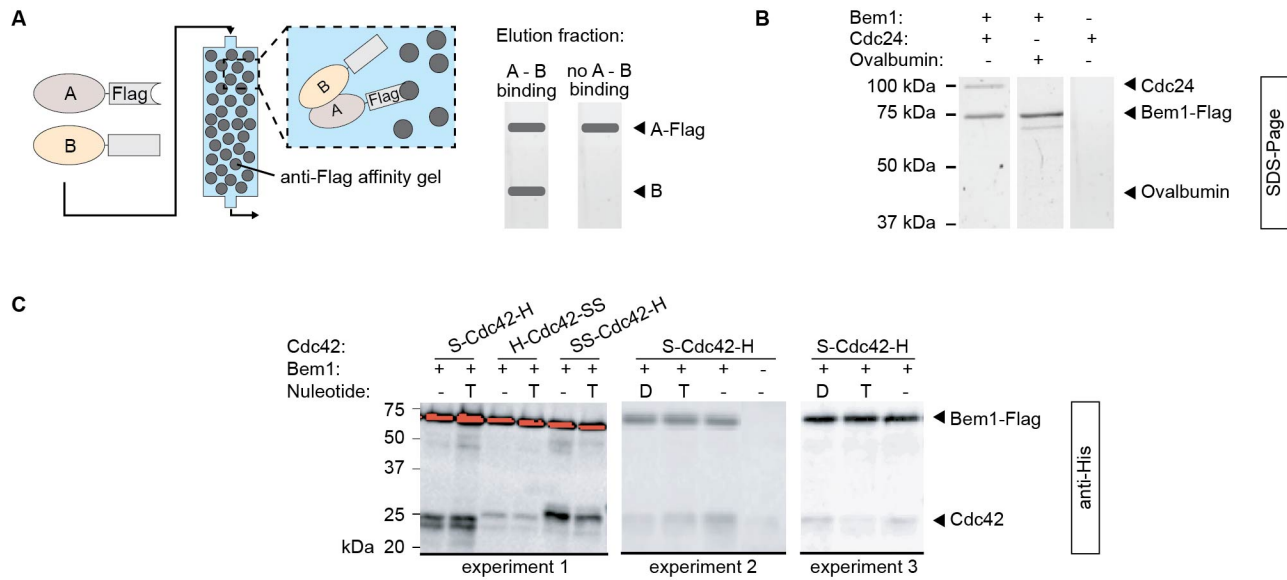 A
A
Flag
B
B
A
Flag
anti-Flag affinity gel
Elution fraction:
A - B no A - B
binding binding
A-Flag
B
B
Bem1: + + -
Cdc24: + - +
Ovalbumin: - + -
100 kDa
75 kDa
50 kDa
37 kDa
Cdc24
Bem1-Flag
Ovalbumin
SDS-Page
C
S-Cdc42-H H-Cdc42-SS SS-Cdc42-H
Cdc42: S-Cdc42-H S-Cdc42-H
Bem1: + + + + + + + + + - + + +
Nuleotide: - T - T - T D T - - D T -
75
50
37
25
kDa 20
Bem1-Flag
Cdc42
anti-His
experiment 1 experiment 2 experiment 3